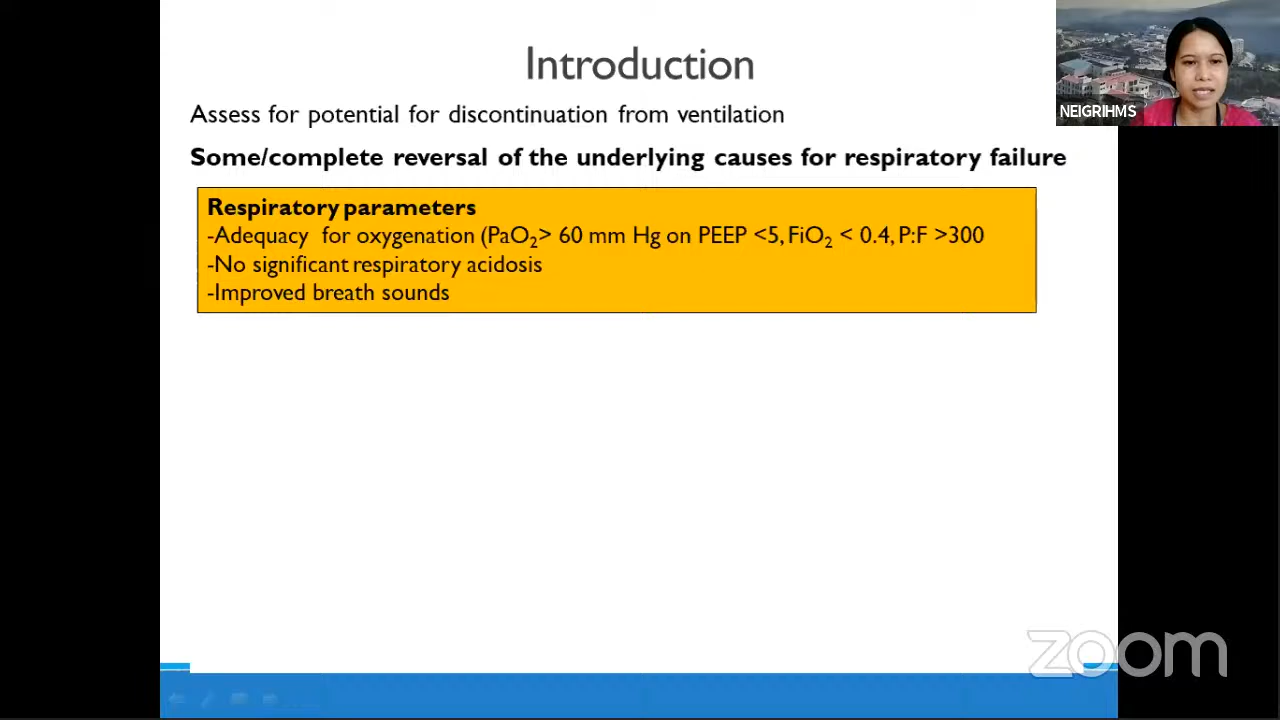 Introduction
Assess for potential for discontinuation from ventilation
Some/complete reversal of the underlying causes for respiratory failure
Respiratory parameters
-Adequacy for oxygenation (PaO₂> 60 mm Hg on PEEP <5, FiO₂ < 0.4, P:F >300
-No significant respiratory acidosis
-Improved breath sounds
NEIGRIHMS
zoom